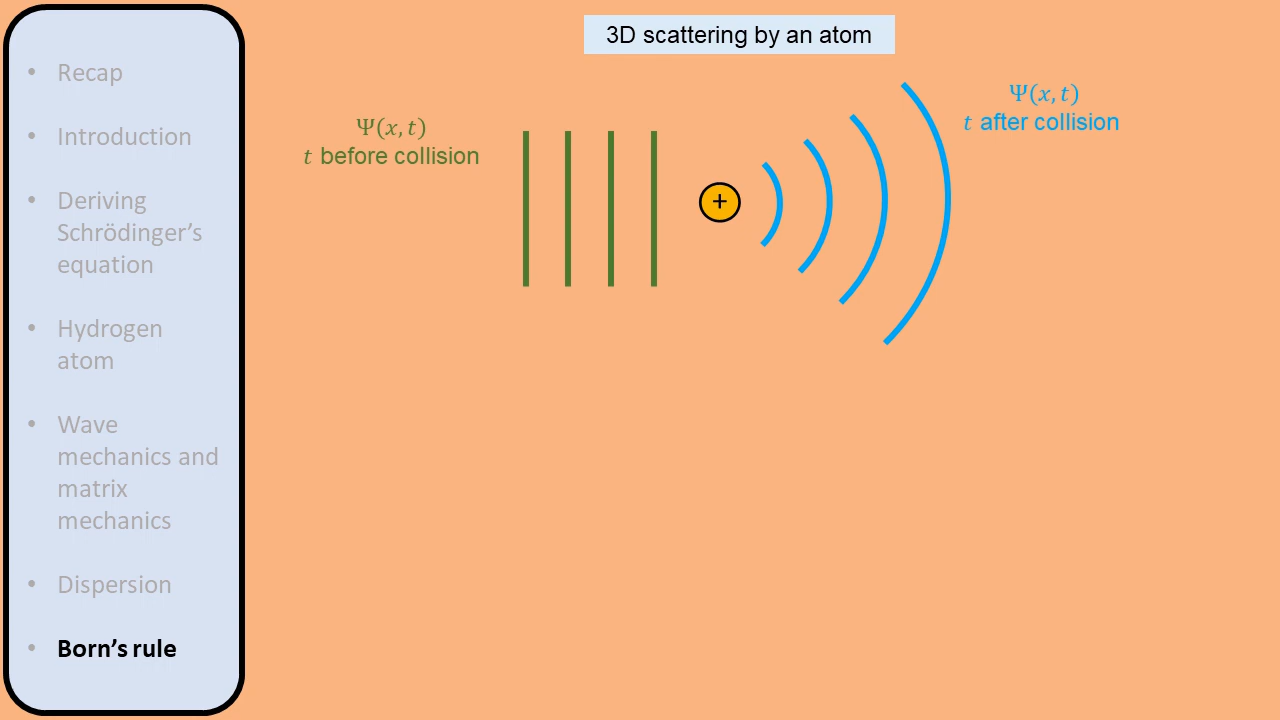 • Recap
• Introduction
• Deriving
Schrödinger’s
equation
• Hydrogen
atom
• Wave
mechanics and
matrix
mechanics
• Dispersion
• Born’s rule
3D scattering by an atom
Ψ(x, t)
t before collision
+
Ψ(x, t)
t after collision